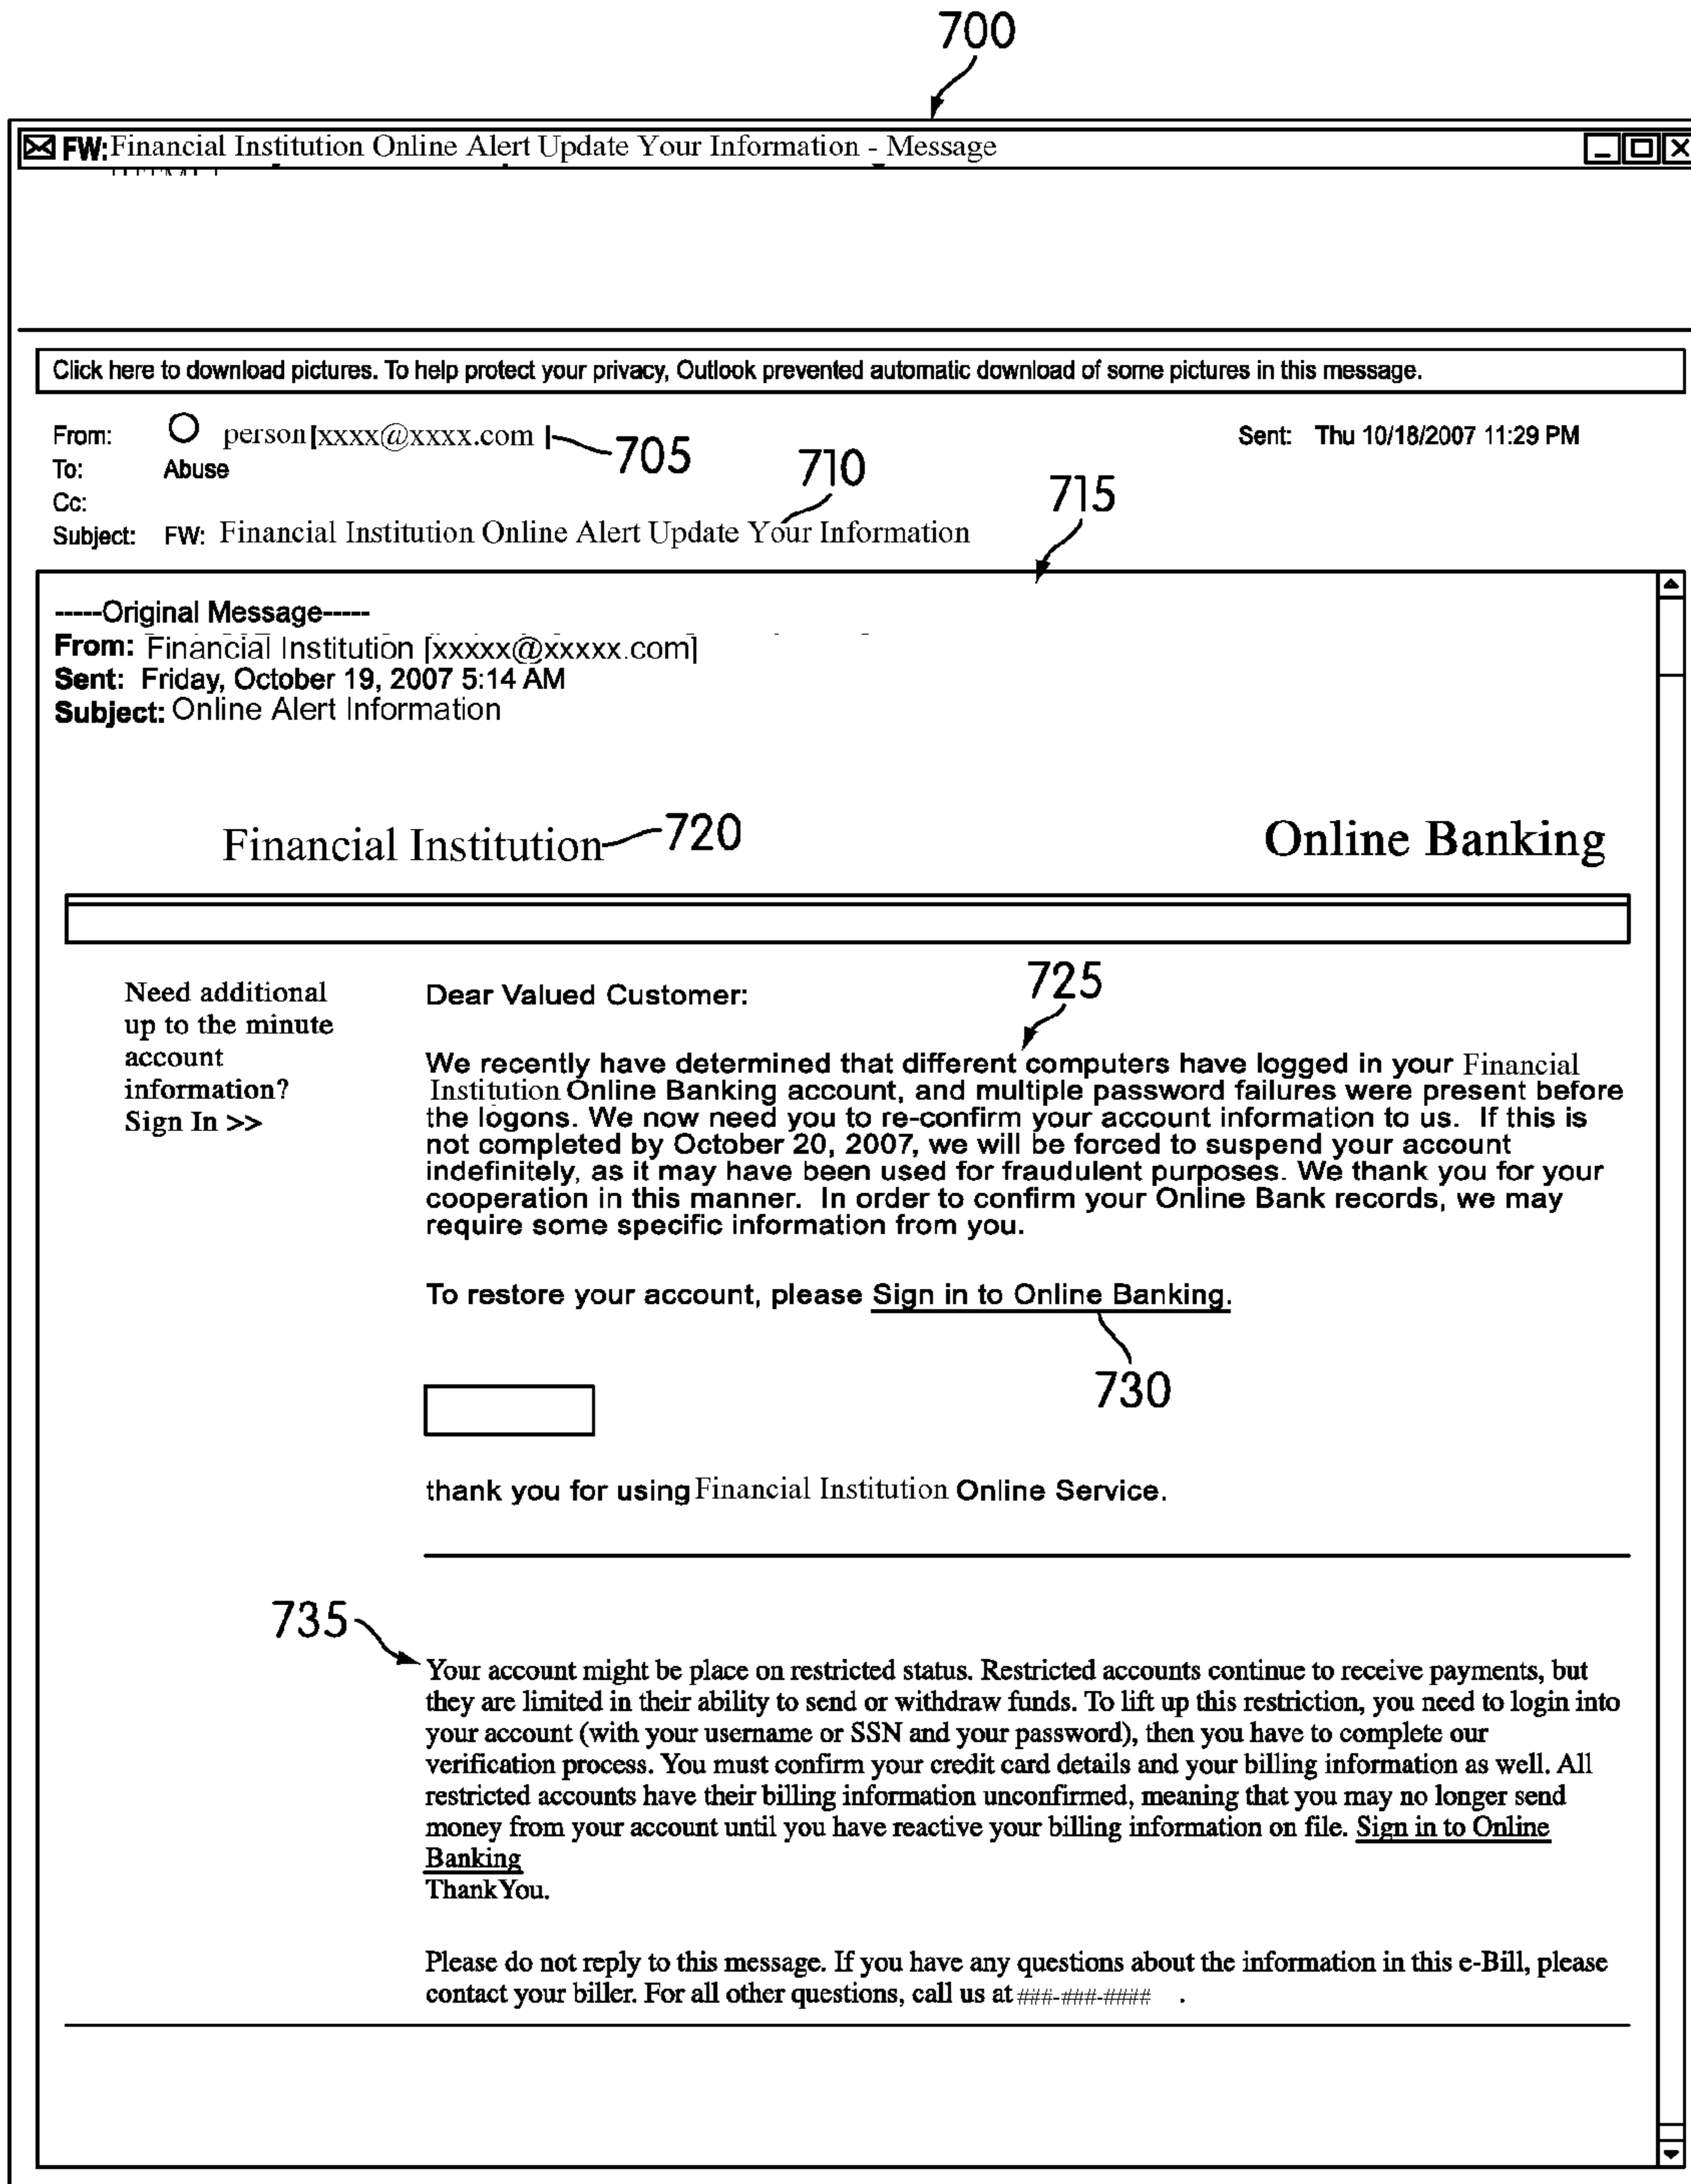 700
FW: Financial Institution Online Alert Update Your Information - Message
Click here to download pictures. To help protect your privacy, Outlook prevented automatic download of some pictures in this message.
From: person [xxxx@xxxx.com ] 705 Sent: Thu 10/18/2007 11:29 PM
To: Abuse
710
Cc:
715
Subject: FW: Financial Institution Online Alert Update Your Information
-----Original Message-----
From: Financial Institution [xxxxx@xxxxx.com]
Sent: Friday, October 19, 2007 5:14 AM
Subject: Online Alert Information
Financial Institution 720 Online Banking
Need additional
up to the minute
account
information?
Sign In >>
Dear Valued Customer:
725
We recently have determined that different computers have logged in your Financial
Institution Online Banking account, and multiple password failures were present before
the logons. We now need you to re-confirm your account information to us. If this is
not completed by October 20, 2007, we will be forced to suspend your account
indefinitely, as it may have been used for fraudulent purposes. We thank you for your
cooperation in this manner. In order to confirm your Online Bank records, we may
require some specific information from you.
To restore your account, please Sign in to Online Banking.
730
thank you for using Financial Institution Online Service.
735
Your account might be place on restricted status. Restricted accounts continue to receive payments, but
they are limited in their ability to send or withdraw funds. To lift up this restriction, you need to login into
your account (with your username or SSN and your password), then you have to complete our
verification process. You must confirm your credit card details and your billing information as well. All
restricted accounts have their billing information unconfirmed, meaning that you may no longer send
money from your account until you have reactive your billing information on file. Sign in to Online
Banking
ThankYou.
Please do not reply to this message. If you have any questions about the information in this e-Bill, please
contact your biller. For all other questions, call us at ###-###-#### .